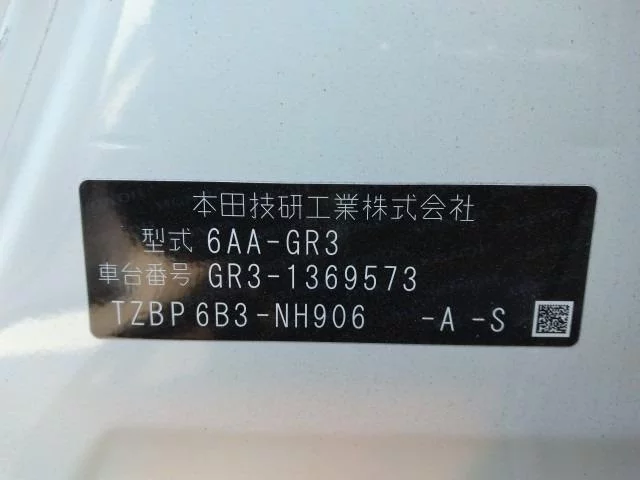 本田技研工業株式会社
型式 6AA-GR3
車台番号 GR3-1369573
TZBP 6B3-NH906 -A -S